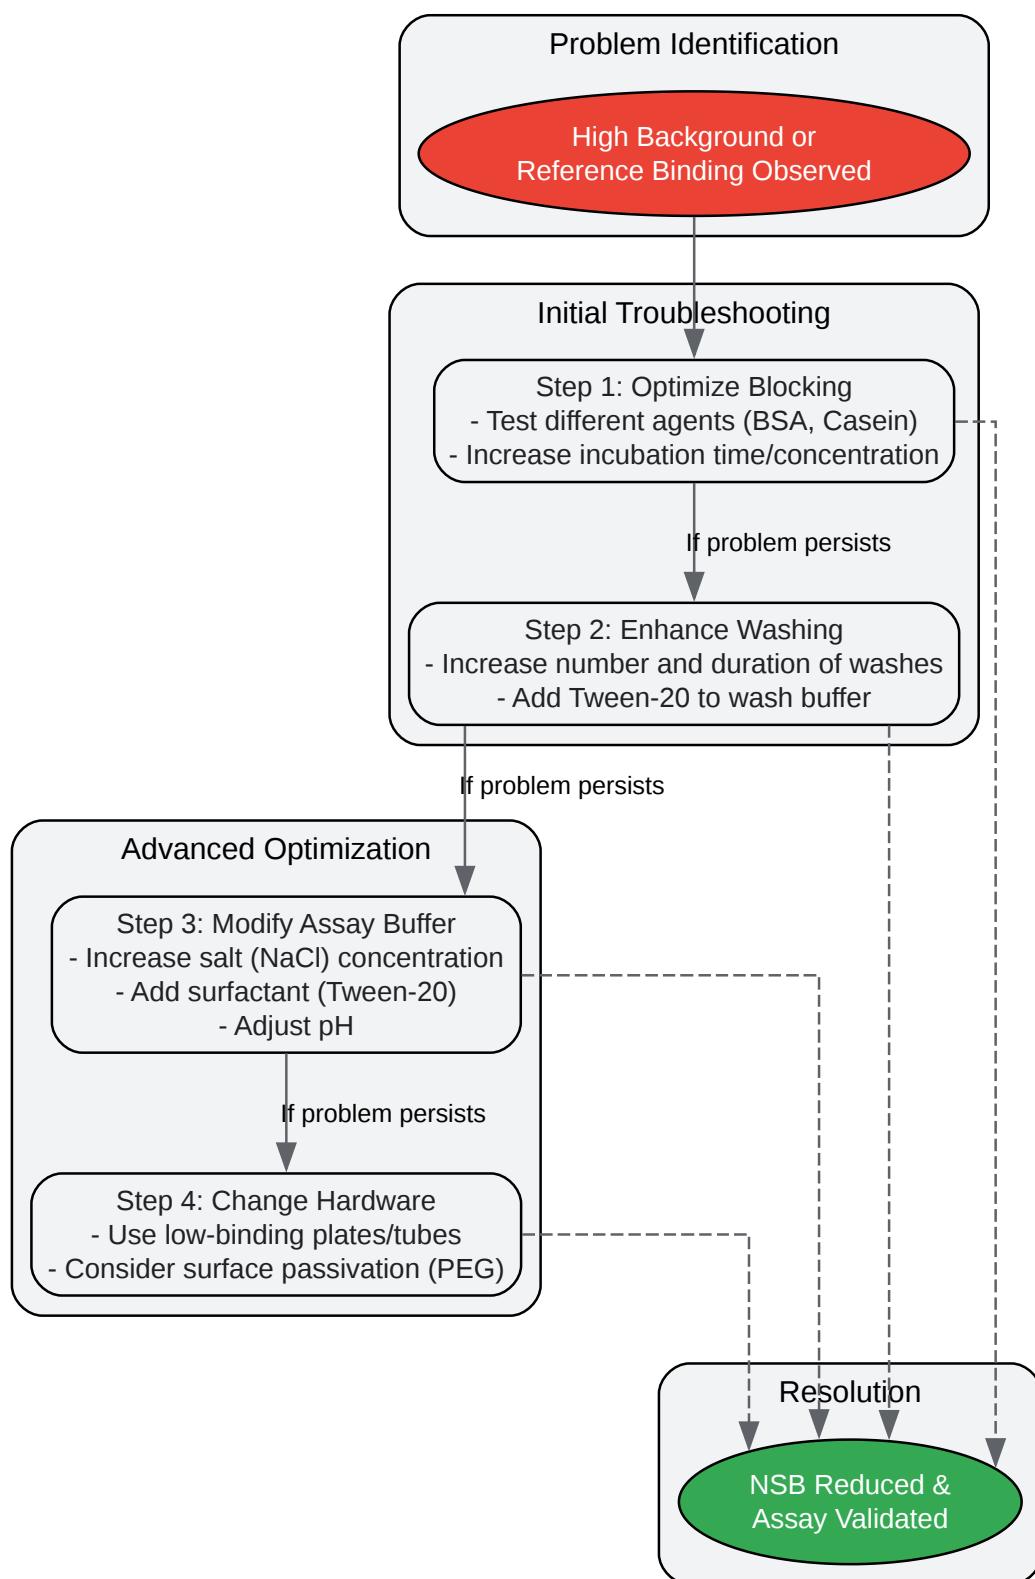 Problem Identification
High Background or
Reference Binding Observed
Initial Troubleshooting
Step 1: Optimize Blocking
- Test different agents (BSA, Casein)
- Increase incubation time/concentration
If problem persists
Step 2: Enhance Washing
- Increase number and duration of washes
- Add Tween-20 to wash buffer
If problem persists
Advanced Optimization
Step 3: Modify Assay Buffer
- Increase salt (NaCl) concentration
- Add surfactant (Tween-20)
- Adjust pH
If problem persists
Step 4: Change Hardware
- Use low-binding plates/tubes
- Consider surface passivation (PEG)
Resolution
NSB Reduced &
Assay Validated